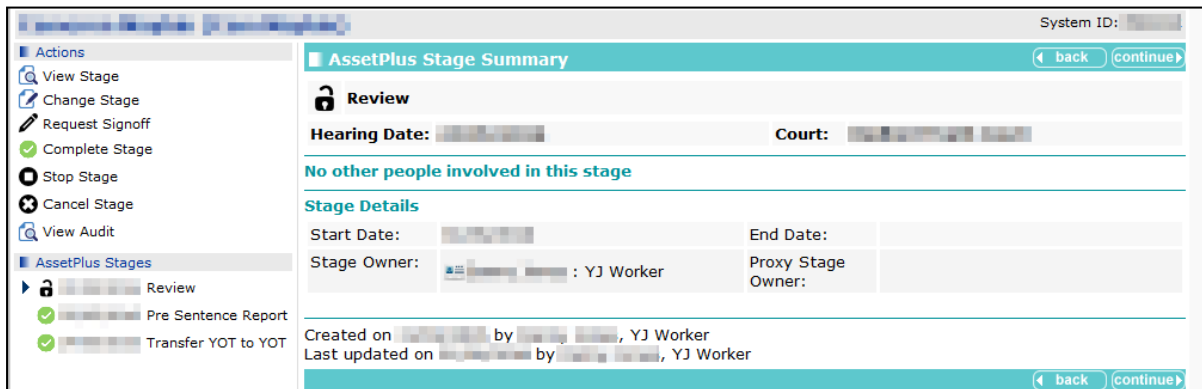 System ID:
Actions
View Stage
Change Stage
Request Signoff
Complete Stage
Stop Stage
Cancel Stage
View Audit
AssetPlus Stages
Review
Pre Sentence Report
Transfer YOT to YOT
AssetPlus Stage Summary
back continue
Review
Hearing Date: Court:
No other people involved in this stage
Stage Details
Start Date: End Date:
Stage Owner: : YJ Worker Proxy Stage
Owner:
Created on by , YJ Worker
Last updated on by , YJ Worker
back continue